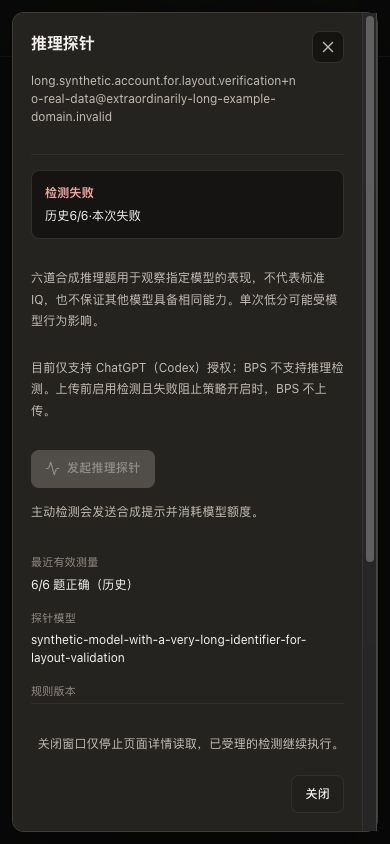 推理探针
long.synthetic.account.for.layout.verification+n
o-real-data@extraordinarily-long-example-
domain.invalid
检测失败
历史6/6·本次失败
六道合成推理题用于观察指定模型的表现，不代表标准
IQ，也不保证其他模型具备相同能力。单次低分可能受模
型行为影响。
目前仅支持 ChatGPT（Codex）授权；BPS 不支持推理检
测。上传前启用检测且失败阻止策略开启时，BPS 不上
传。
发起推理探针
主动检测会发送合成提示并消耗模型额度。
最近有效测量
6/6 题正确（历史）
探针模型
synthetic-model-with-a-very-long-identifier-for-
layout-validation
规则版本
关闭窗口仅停止页面详情读取，已受理的检测继续执行。
关闭